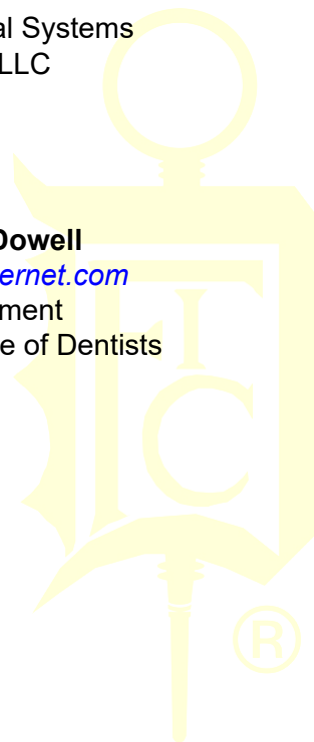 al Systems
LLC
Dowell
ernet.com
ment
e of Dentists
D
F
I
C
®